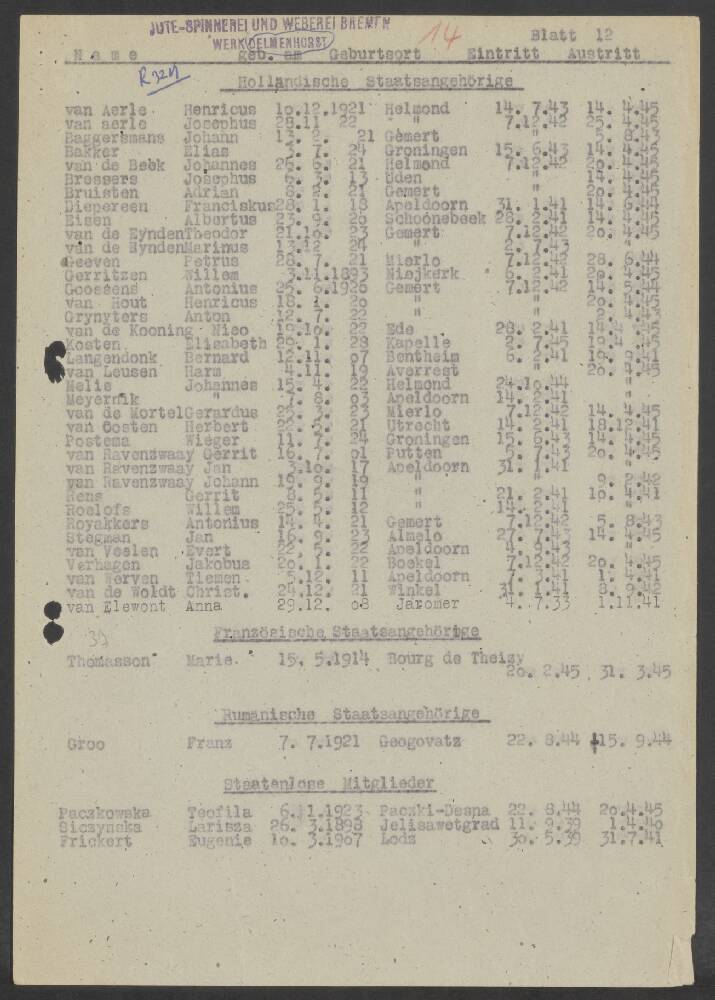 JUTE-SPINNEREI UND WEBEREI BREMEN
WERK DELMENHORST
14 Blatt 12
Name geb. am Geburtsort Eintritt Austritt
R324
Holländische Staatsangehörige
van Aerle Henricus 10.12.1921 Helmond 14. 7.43 14. 4.45
van aerle Josephus 28.11. 22 " 7.12.42 25. 4.45
Baggermans Johann 13. 2. 21 Gemert " 5. 8.43
Bakker Elias 3. 7. 24 Groningen 15. 6.43 14. 4.45
van de Beek Johannes 26. 6. 21 Helmond 7.12.42 20. 4.45
Bressers Josephus 6. 3. 13 Uden " 14. 4.45
Bruisten Adrian 8. 2. 21 Gemert " 20. 4.45
Diepereen Franciskus 28. 1. 18 Apeldoorn 31. 1.41 14. 6.44
Eisen Albertus 23. 9. 20 Schoonebeek 28. 2.41 14. 4.45
van de Eynden Theodor 21.10. 23 Gemert 7.12.42 20. 4.45
van de Eynden Marinus 13.12. 24 " 2. 7.43 "
Geeven Petrus 28. 7. 21 Mierlo 7.12.42 28. 6.44
Gerritzen Willem 3.11.1893 Niejkerk 6. 2.41 20. 4.45
Goossens Antonius 25. 6.1926 Gemert 7.12.42 14. 5.44
van Hout Henricus 18. 1. 20 " " 20. 4.45
Grynyters Anton 12. 7. 22 " " 2. 4.43
van de Kooning Nico 19.10. 22 Ede 28. 2.41 14.4 .45
Kosten Elisabeth 20. 1. 28 Kapelle 2. 7.45 19. 4.45
Langendonk Bernard 12.11. 07 Bentheim 6. 2.41 19. 9.41
van Leusen Harm 4.11. 19 Averrest " 20. 4.45
Melis Johannes 15. 4. 22 Helmond 24.10.44 "
Meyernik " 7. 8. 03 Apeldoorn 14. 2.41 "
van de Mortel Gerardus 25. 3. 23 Mierlo 7.12.42 14. 4.45
van Oosten Herbert 22. 5. 21 Utrecht 14. 2.41 18.12.41
Postema Wieger 11. 7. 24 Groningen 15. 6.43 14. 4.45
van Ravenzwaay Gerrit 16. 7. 01 Putten 5. 7.43 20. 4.45
van Ravenzwaay Jan 3.10. 17 Apeldoorn 31. 1.41 "
van Ravenzwaay Johann 19. 9. 19 " " 9. 2.42
Rens Gerrit 8. 5. 11 " 21. 2.41 10. 4.41
Roelofs Willem 25. 5. 12 " 14. 2.41 "
Royakkers Antonius 14. 4. 21 Gemert 7.12.42 5. 8.43
Stegman Jan 16. 9. 23 Almelo 27. 7.43 14. 4.45
van Veslen Evert 22. 5. 22 Apeldoorn 4. 9.43 "
Verhagen Jakobus 20. 1. 22 Boekel 7.12.42 20. 4.45
van Werven Tiemen 5.12. 11 Apeldoorn 7. 3.41 1. 4.41
van de Woldt Christ. 24.12. 21 Winkel 31. 1.41 8. 9.42
van Elewont Anna 29.12. 08 Jaromer 4. 7.33 1.11.41
Französische Staatsangehörige
Thomasson Marie 15. 5.1914 Bourg de Theizy
20. 2.45 31. 3.45
Rumänische Staatsangehörige
Groo Franz 7. 7.1921 Geogovatz 22. 8.44 15. 9.44
Staatenlose Mitglieder
Paczkowska Teofila 6.11.1923 Paczki-Desna 22. 8.44 20.4.45
Siczynska Larissa 26. 3.1898 Jelisawetgrad 11. 9.39 1.4.40
Frickert Eugenie 10. 3.1907 Lodz 30. 5.39 31.7.41